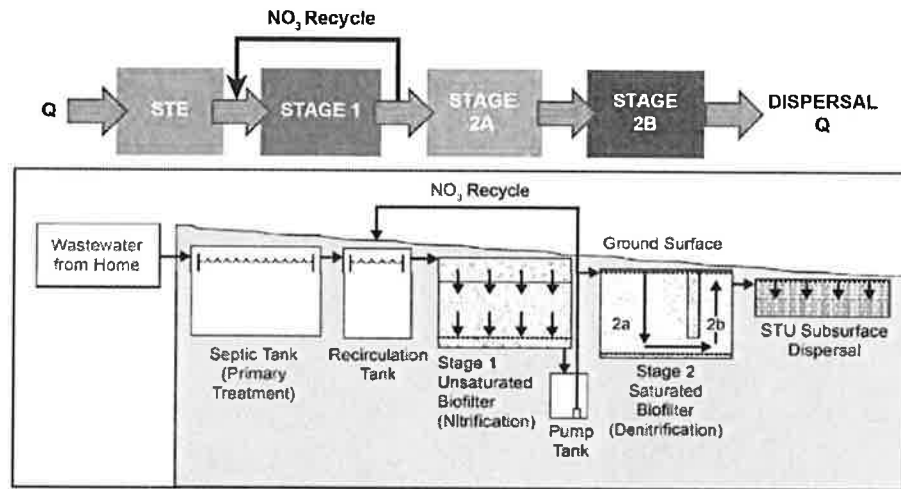 NO3 Recycle
Q
STE
STAGE 1
STAGE
2A
STAGE
2B
DISPERSAL
Q
NO3 Recycle
Wastewater
from Home
Ground Surface
2a
2b
Septic Tank
(Primary
Treatment)
Recirculation
Tank
Stage 1
Unsaturated
Biofilter
(Nitrification)
Pump
Tank
Stage 2
Saturated
Biofilter
(Denitrification)
STU Subsurface
Dispersal